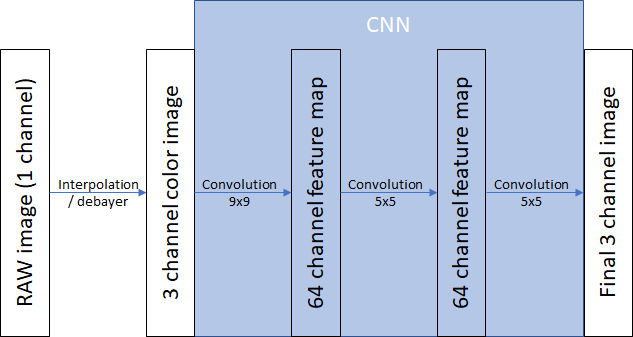 CNN
RAW image (1 channel)
Interpolation
/ debayer
3 channel color image
Convolution
9x9
64 channel feature map
Convolution
5x5
64 channel feature map
Convolution
5x5
Final 3 channel image